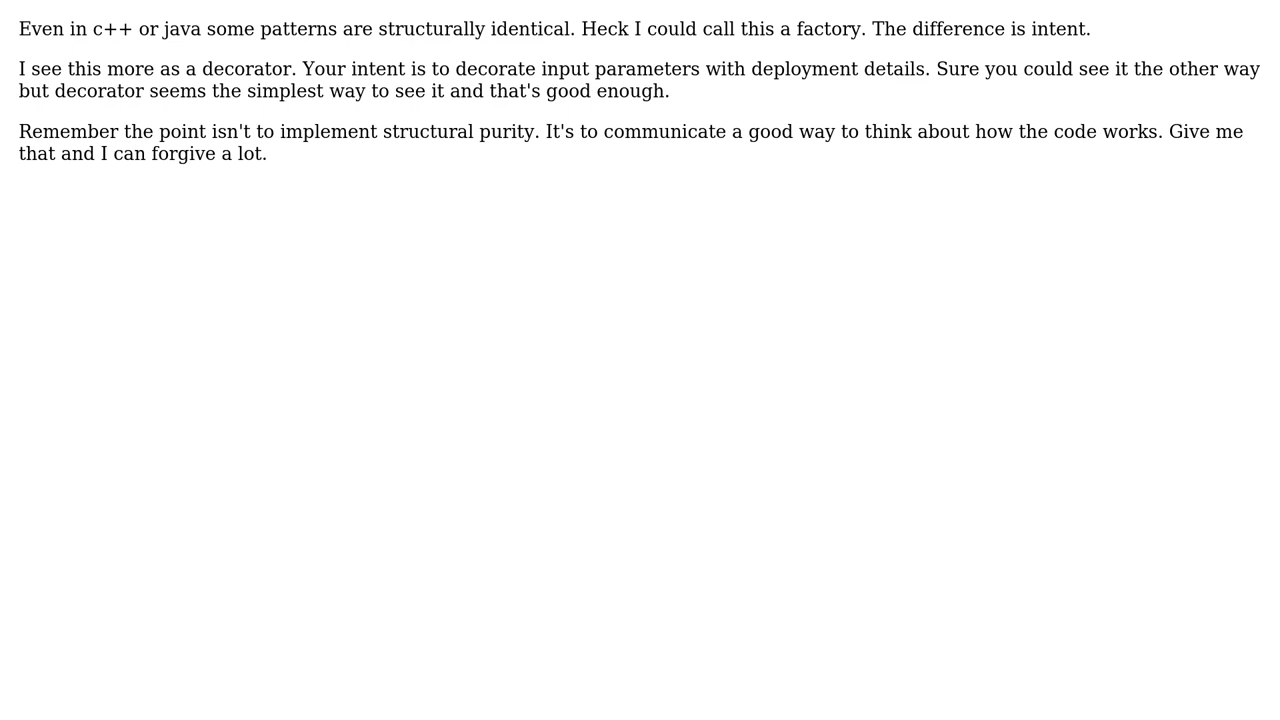 Even in c++ or java some patterns are structurally identical. Heck I could call this a factory. The difference is intent.
I see this more as a decorator. Your intent is to decorate input parameters with deployment details. Sure you could see it the other way
but decorator seems the simplest way to see it and that's good enough.
Remember the point isn't to implement structural purity. It's to communicate a good way to think about how the code works. Give me
that and I can forgive a lot.